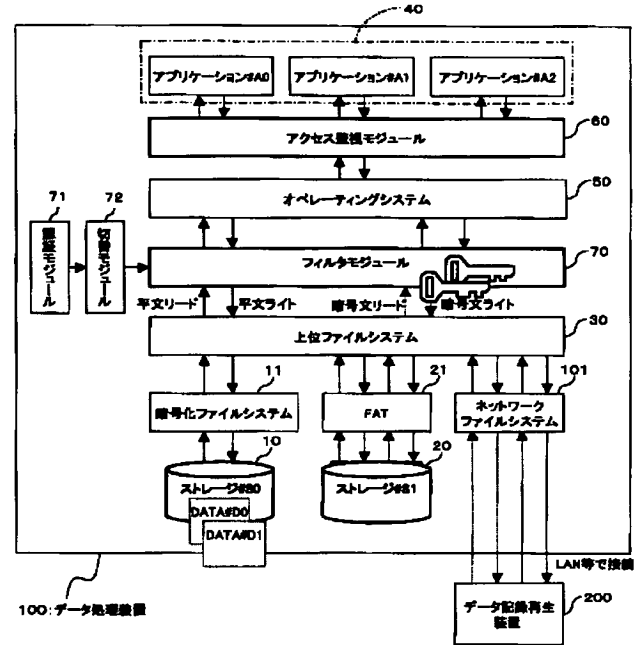 40
アプリケーション#A0
アプリケーション#A1
アプリケーション#A2
アクセス監視モジュール
60
オペレーティングシステム
50
71
72
モジュール
モジュール
フィルタモジュール
70
平文リード
平文ライト
暗号文リード
暗号文ライト
上位ファイルシステム
30
11
暗号化ファイルシステム
21
FAT
101
ネットワーク
ファイルシステム
10
ストレージ#S0
DATA#D0
DATA#D1
20
ストレージ#S1
LAN等で接続
100:データ処理装置
データ記録再生
装置
200